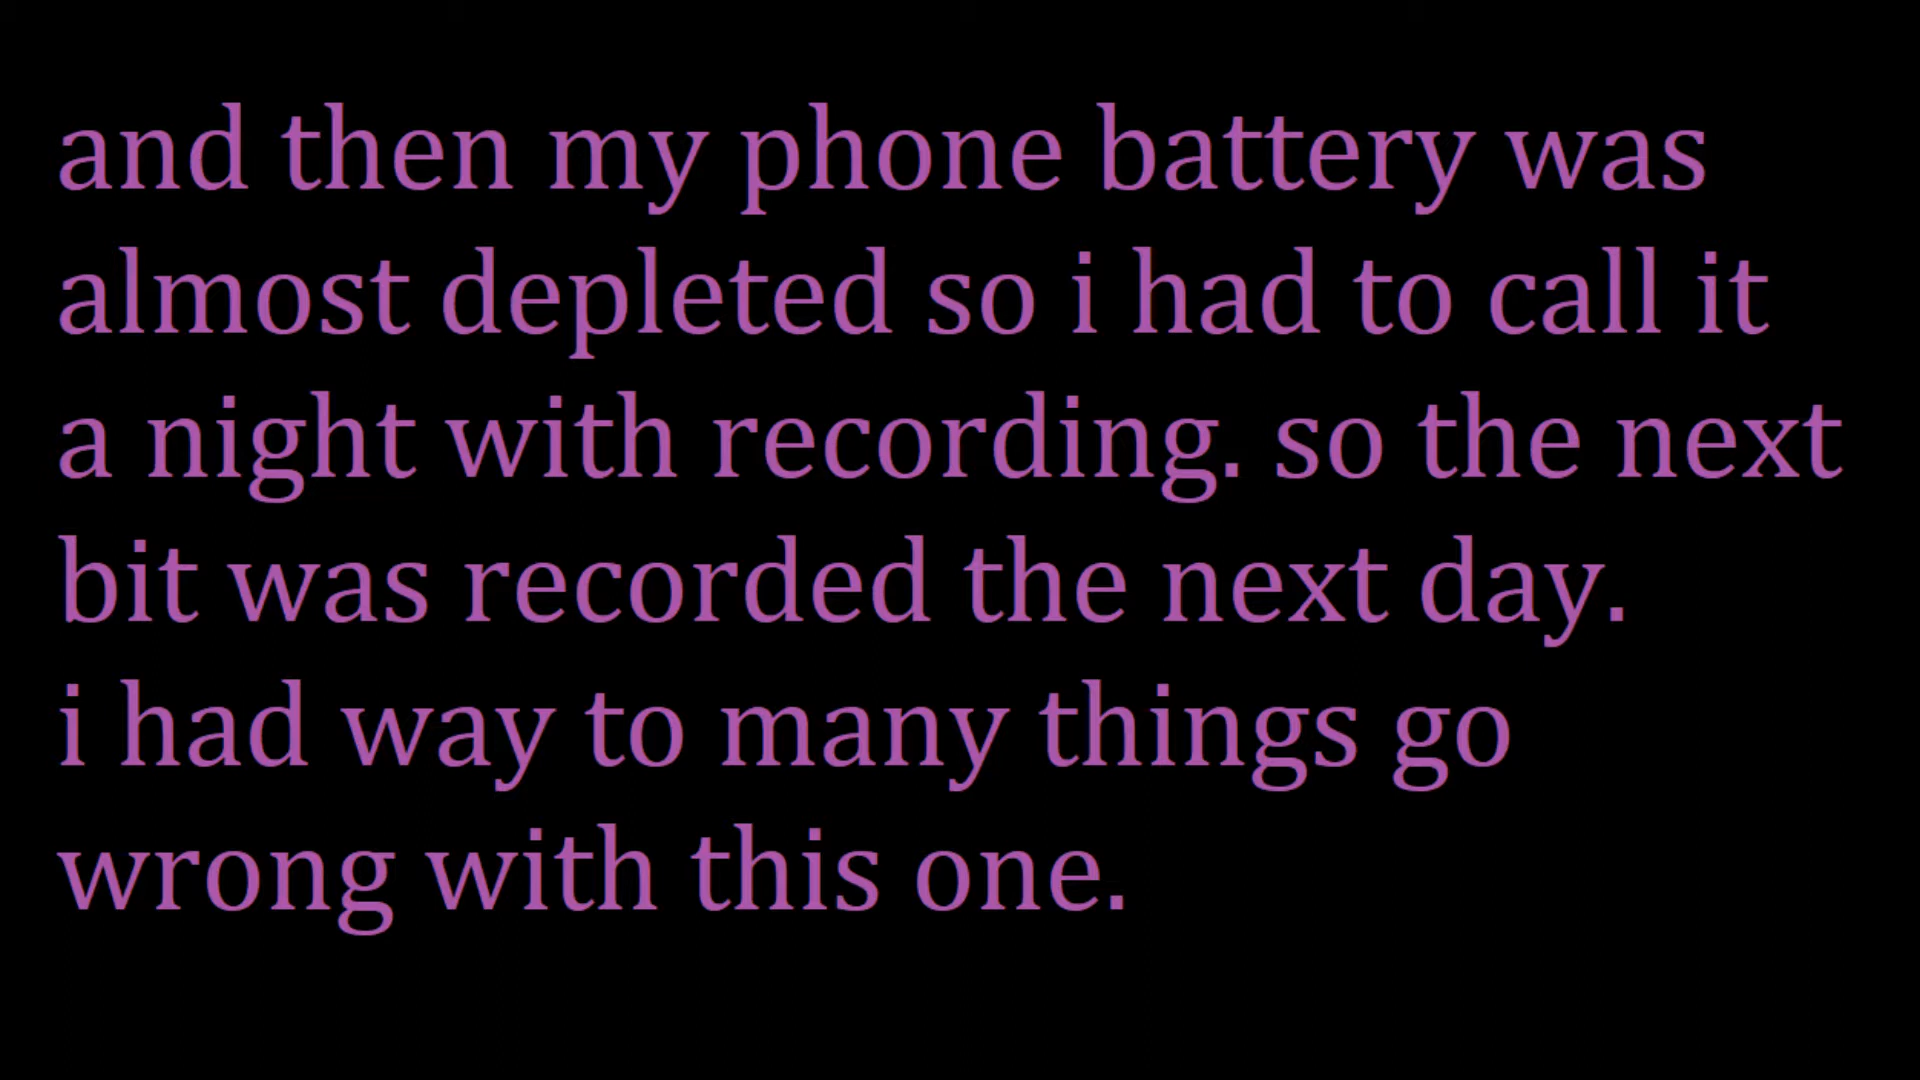 and then my phone battery was
almost depleted so i had to call it
a night with recording. so the next
bit was recorded the next day.
i had way to many things go
wrong with this one.